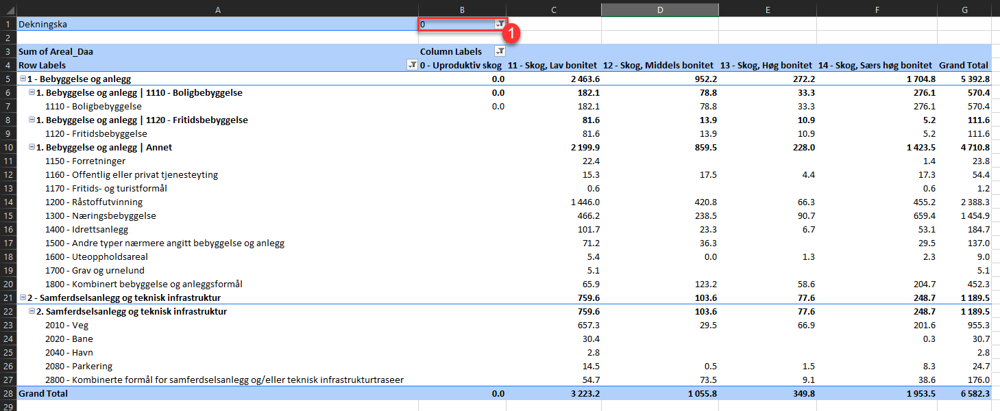 A B C D E F G
1 Dekningska 0
1
2
3 Sum of Areal_Daa Column Labels
4 Row Labels 0 - Uproduktiv skog 11 - Skog, Lav bonitet 12 - Skog, Middels bonitet 13 - Skog, Høg bonitet 14 - Skog, Særs høg bonitet Grand Total
5 1 - Bebyggelse og anlegg 0.0 2 463.6 952.2 272.2 1 704.8 5 392.8
6 1. Bebyggelse og anlegg | 1110 - Boligbebyggelse 0.0 182.1 78.8 33.3 276.1 570.4
7 1110 - Boligbebyggelse 0.0 182.1 78.8 33.3 276.1 570.4
8 1. Bebyggelse og anlegg | 1120 - Fritidsbebyggelse 81.6 13.9 10.9 5.2 111.6
9 1120 - Fritidsbebyggelse 81.6 13.9 10.9 5.2 111.6
10 1. Bebyggelse og anlegg | Annet 2 199.9 859.5 228.0 1 423.5 4 710.8
11 1150 - Forretninger 22.4 1.4 23.8
12 1160 - Offentlig eller privat tjenesteyting 15.3 17.5 4.4 17.3 54.4
13 1170 - Fritids- og turistformål 0.6 0.6 1.2
14 1200 - Råstoffutvinning 1 446.0 420.8 66.3 455.2 2 388.3
15 1300 - Næringsbebyggelse 466.2 238.5 90.7 659.4 1 454.9
16 1400 - Idrettsanlegg 101.7 23.3 6.7 53.1 184.7
17 1500 - Andre typer nærmere angitt bebyggelse og anlegg 71.2 36.3 29.5 137.0
18 1600 - Uteoppholdsareal 5.4 0.0 1.3 2.3 9.0
19 1700 - Grav og urnelund 5.1 5.1
20 1800 - Kombinert bebyggelse og anleggsformål 65.9 123.2 58.6 204.7 452.3
21 2 - Samferdselsanlegg og teknisk infrastruktur 759.6 103.6 77.6 248.7 1 189.5
22 2. Samferdselsanlegg og teknisk infrastruktur 759.6 103.6 77.6 248.7 1 189.5
23 2010 - Veg 657.3 29.5 66.9 201.6 955.3
24 2020 - Bane 30.4 0.3 30.7
25 2040 - Havn 2.8 2.8
26 2080 - Parkering 14.5 0.5 1.5 8.3 24.7
27 2800 - Kombinerte formål for samferdselsanlegg og/eller teknisk infrastrukturtraseer 54.7 73.5 9.1 38.6 176.0
28 Grand Total 0.0 3 223.2 1 055.8 349.8 1 953.5 6 582.3
29